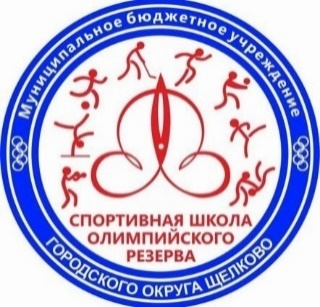 Муниципальное бюджетное учреждение
СПОРТИВНАЯ ШКОЛА
ОЛИМПИЙСКОГО
РЕЗЕРВА
ГОРОДСКОГО ОКРУГА ЩЕЛКОВО